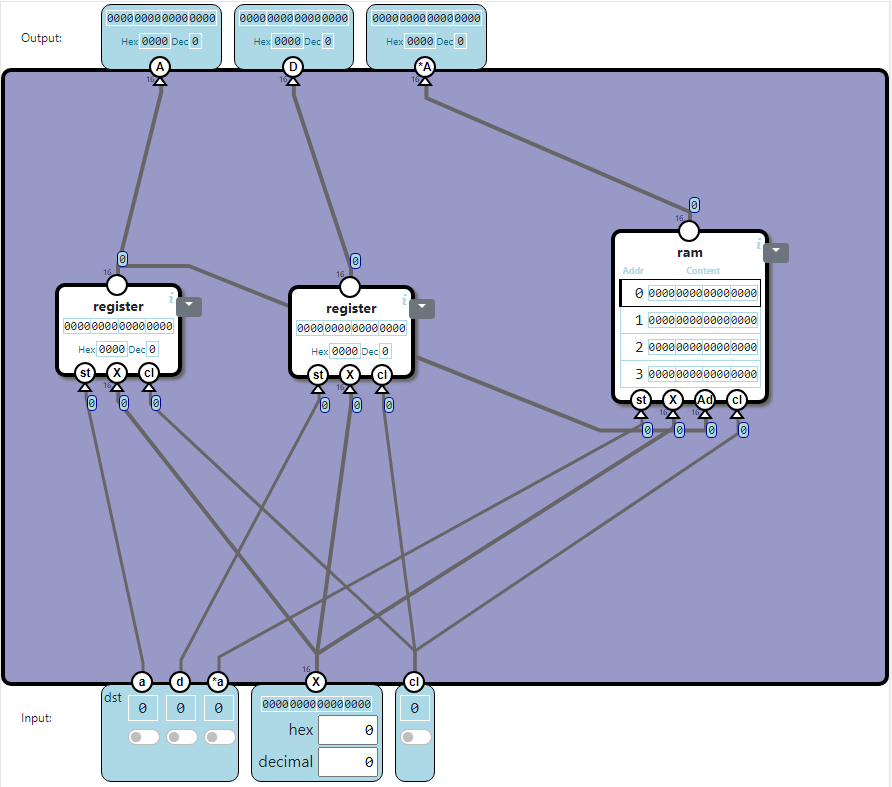 Output:
0000000000000000 0000000000000000 0000000000000000
Hex 0000 Dec 0 Hex 0000 Dec 0 Hex 0000 Dec 0
A D *A
16 16 16
0
16
0 0
16 16
i i i
ram
register register
Addr Content
0 0000000000000000
1 0000000000000000
2 0000000000000000
3 0000000000000000
0000000000000000 0000000000000000
Hex 0000 Dec 0 Hex 0000 Dec 0
st X cl st X cl
16 16
0 0 0 0 0 0
st X Ad cl
16 16
0 0 0 0
16
a d *a X cl
dst
0 0 0 0000000000000000 0
Input:
hex 0
decimal 0